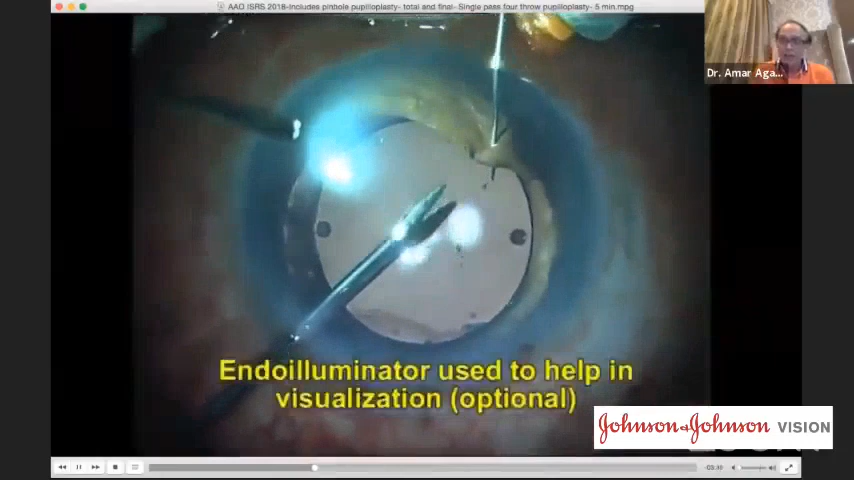 AAO ISRS 2018-includes pinhole pupilloplasty- total and final- Single pass four throw pupilloplasty- 5 min.mpg
Dr. Amar Aga...
Endoilluminator used to help in
visualization (optional)
Johnson & Johnson VISION